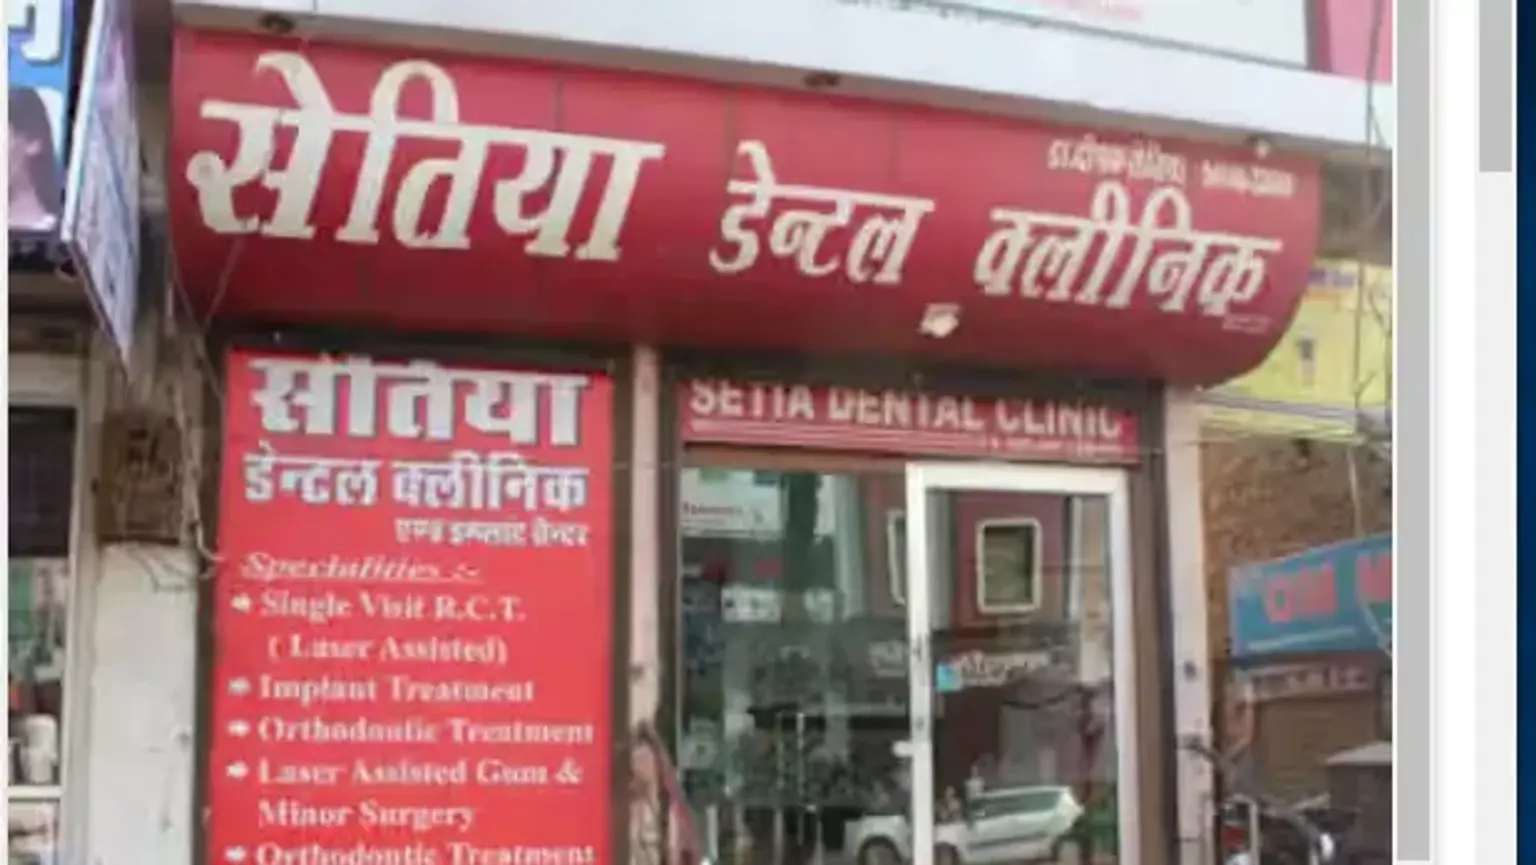 सेतिया डेन्टल क्लीनिक
सेतिया
डेन्टल क्लीनिक
एण्ड इम्प्लांट सेन्टर
Specialities :-
Single Visit R.C.T.
( Laser Assisted)
Implant Treatment
Orthodontic Treatment
Laser Assisted Gum &
Minor Surgery
Orthodontic Treatment
SETIA DENTAL CLINIC